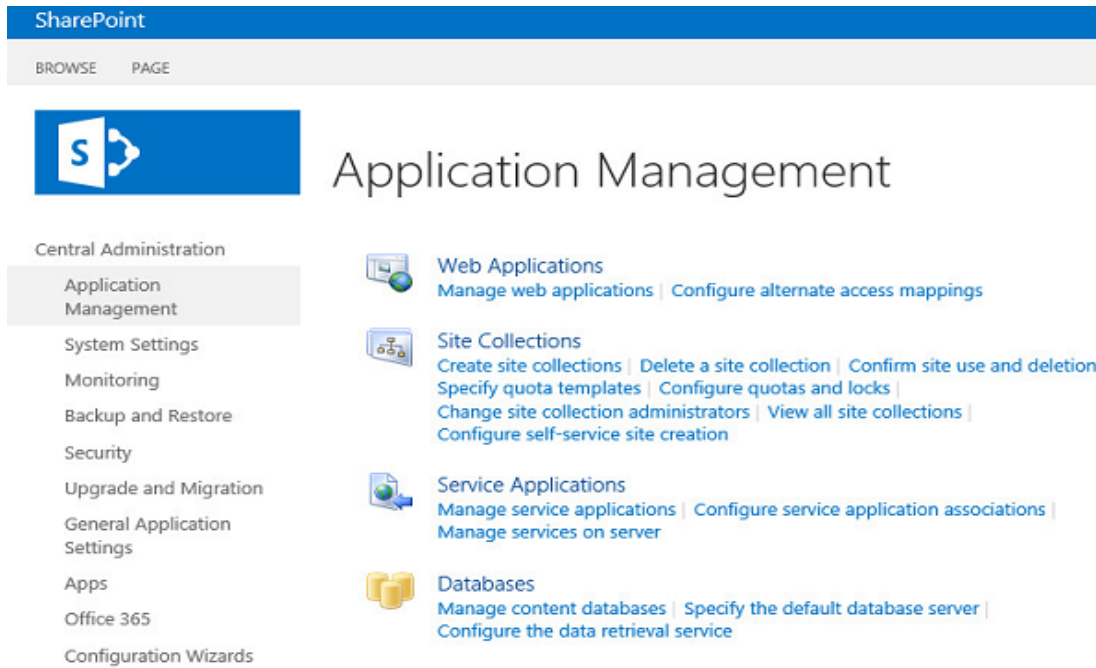 SharePoint
BROWSE PAGE
S
Application Management
Central Administration
Application
Management
System Settings
Monitoring
Backup and Restore
Security
Upgrade and Migration
General Application
Settings
Apps
Office 365
Configuration Wizards
Web Applications
Manage web applications | Configure alternate access mappings
Site Collections
Create site collections | Delete a site collection | Confirm site use and deletion
Specify quota templates | Configure quotas and locks |
Change site collection administrators | View all site collections |
Configure self-service site creation
Service Applications
Manage service applications | Configure service application associations |
Manage services on server
Databases
Manage content databases | Specify the default database server |
Configure the data retrieval service